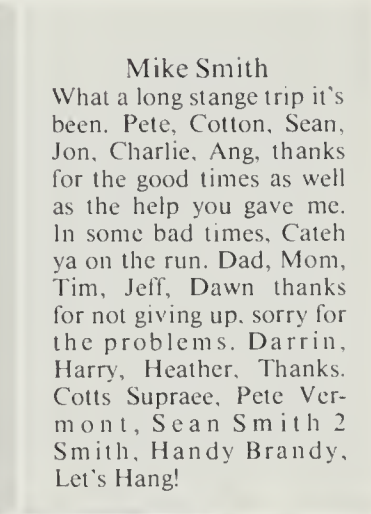 Mike Smith
What a long stange trip it's
been. Pete, Cotton, Sean,
Jon, Charlie, Ang, thanks
for the good times as well
as the help you gave me.
In some bad times, Cateh
ya on the run. Dad, Mom,
Tim, Jeff, Dawn thanks
for not giving up. sorry for
the problems. Darrin,
Harry, Heather, Thanks.
Cotts Supraee, Pete Ver-
mont, Sean Smith 2
Smith, Handy Brandy,
Let's Hang!